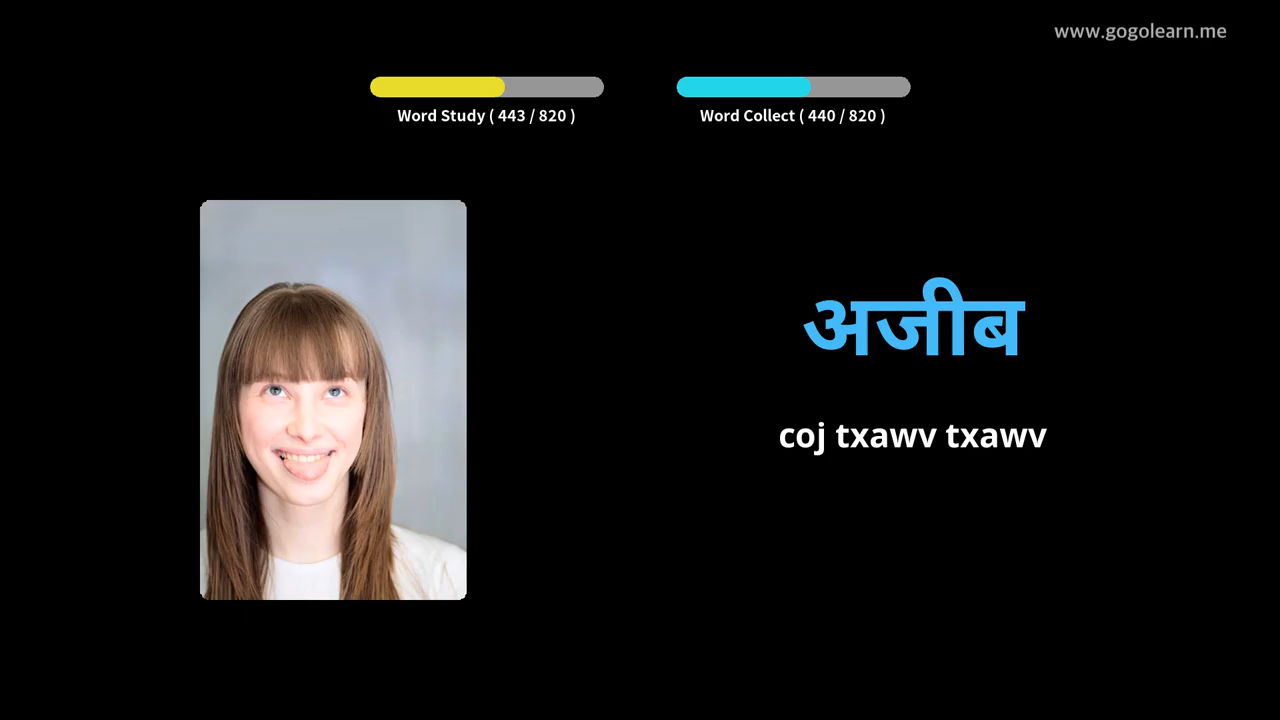 www.gogolearn.me
Word Study ( 443 / 820 )
Word Collect ( 440 / 820 )
अजीब
coj txawv txawv